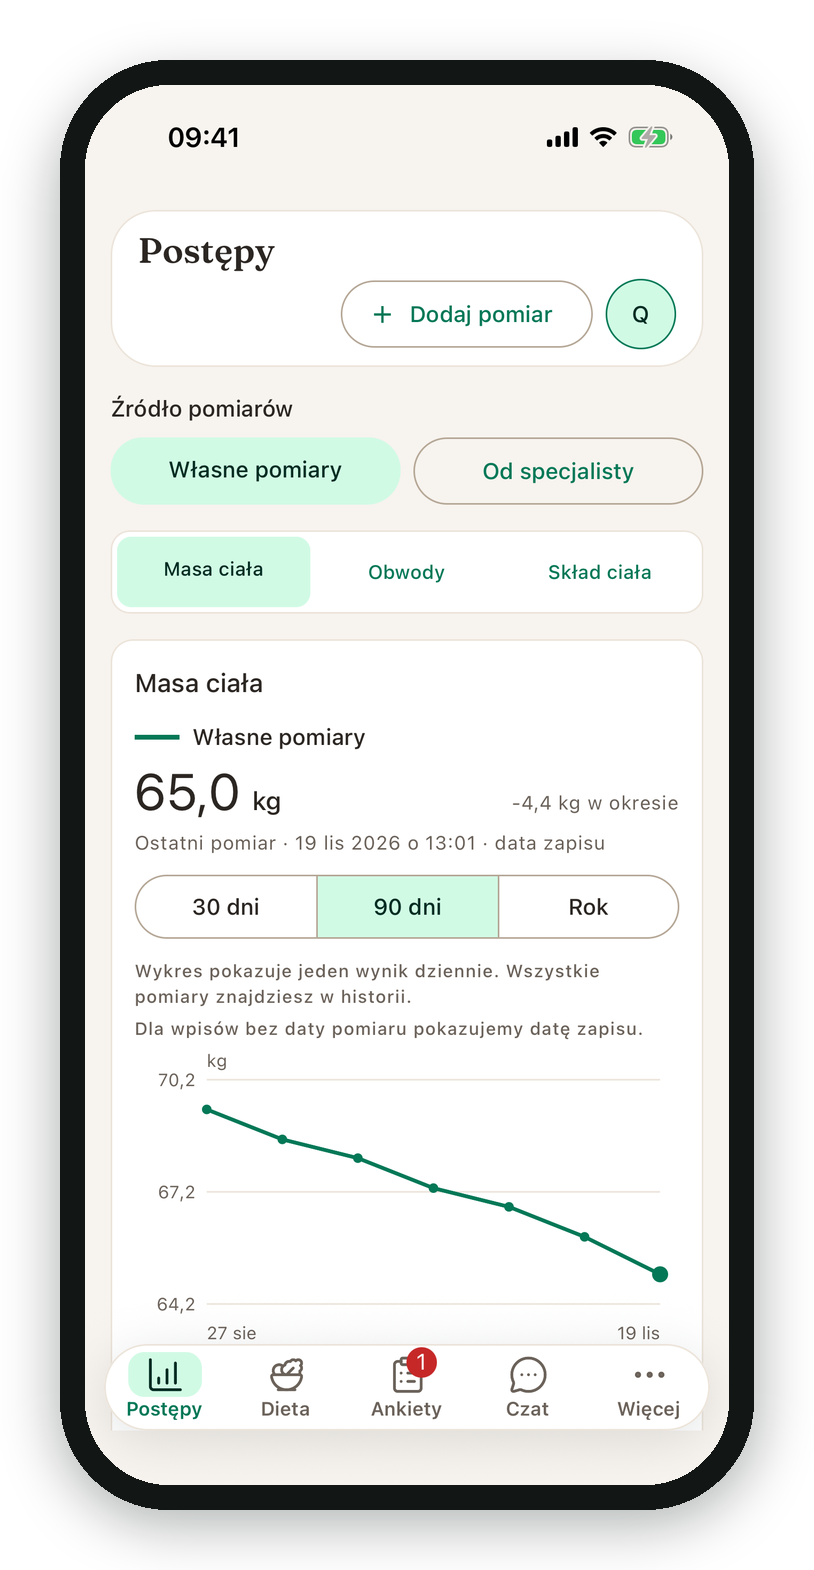 09:41
Postępy
+ Dodaj pomiar
Q
Źródło pomiarów
Własne pomiary
Od specjalisty
Masa ciała
Obwody
Skład ciała
Masa ciała
Własne pomiary
65,0 kg
-4,4 kg w okresie
Ostatni pomiar · 19 lis 2026 o 13:01 · data zapisu
30 dni
90 dni
Rok
Wykres pokazuje jeden wynik dziennie. Wszystkie
pomiary znajdziesz w historii.
Dla wpisów bez daty pomiaru pokazujemy datę zapisu.
kg
70,2
67,2
64,2
27 sie
19 lis
1
Postępy
Dieta
Ankiety
Czat
Więcej